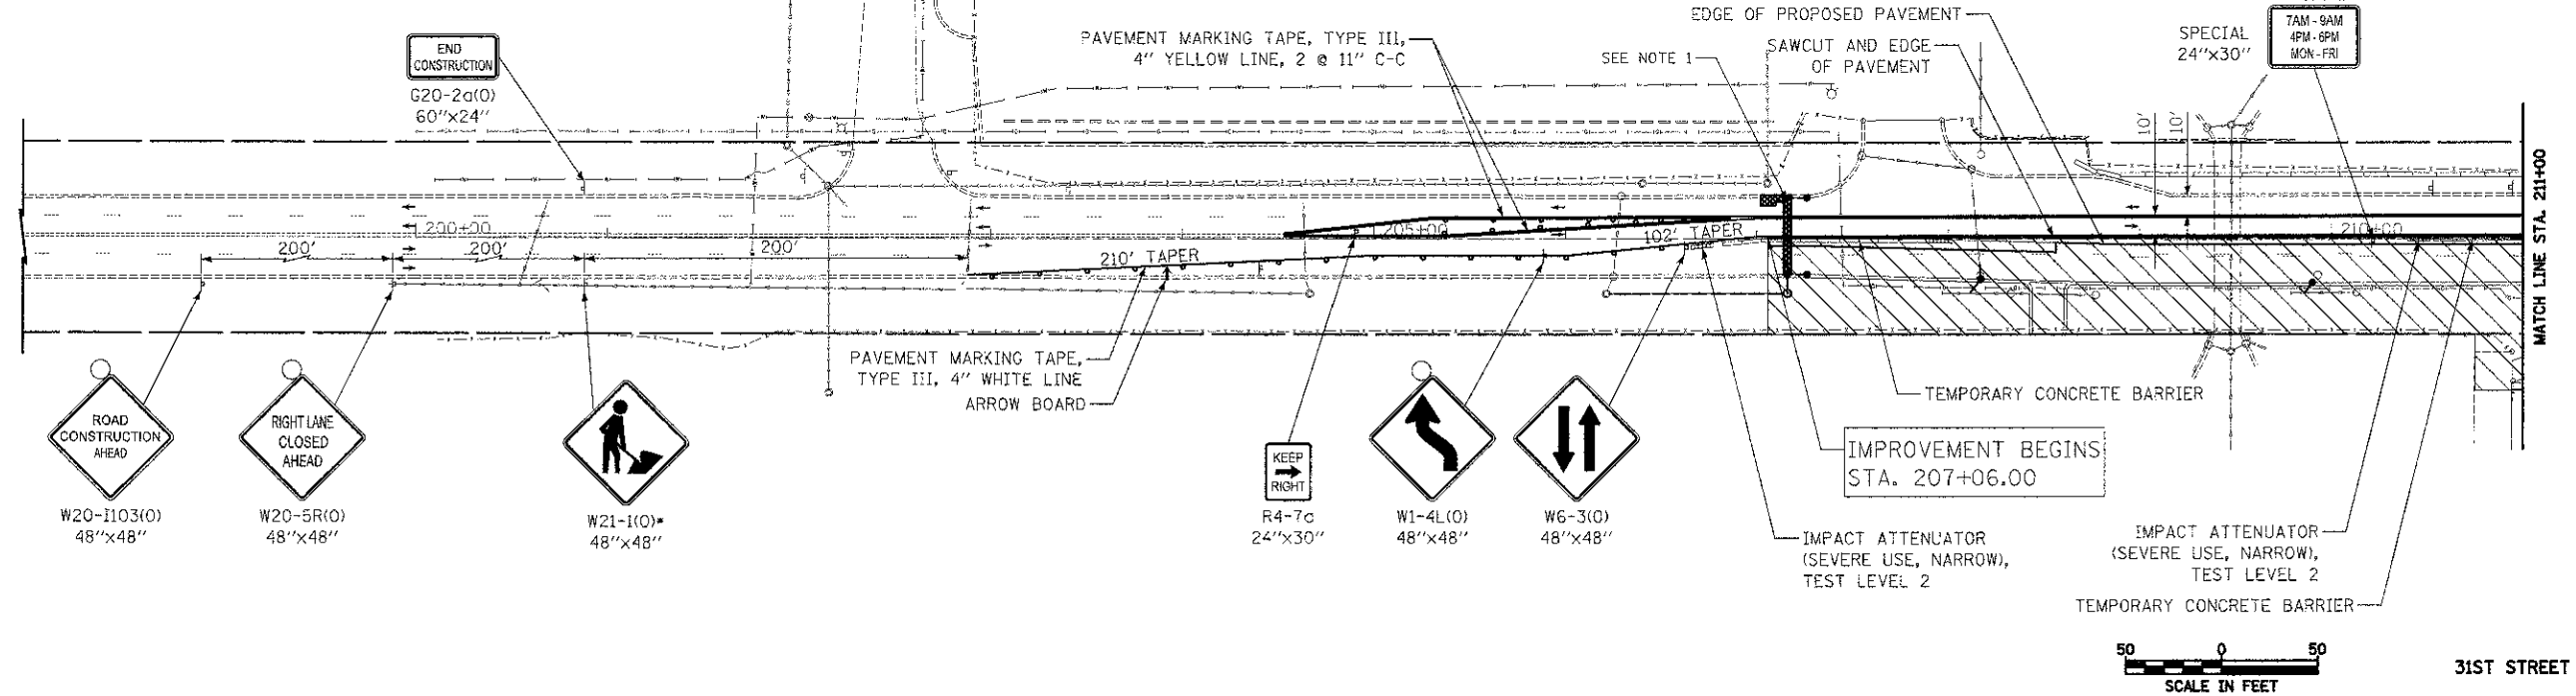 END
CONSTRUCTION
G20-2a(O)
60"x24"
PAVEMENT MARKING TAPE, TYPE III,
4" YELLOW LINE, 2 @ 11" C-C
EDGE OF PROPOSED PAVEMENT
SEE NOTE 1
SAWCUT AND EDGE
OF PAVEMENT
SPECIAL
24"x30"
7AM - 9AM
4PM - 6PM
MON - FRI
10'
10'
MATCH LINE STA. 211+00
200+00
205+00
210+00
200'
200'
200'
210' TAPER
102' TAPER
PAVEMENT MARKING TAPE,
TYPE III, 4" WHITE LINE
ARROW BOARD
TEMPORARY CONCRETE BARRIER
IMPROVEMENT BEGINS
STA. 207+06.00
ROAD
CONSTRUCTION
AHEAD
W20-I103(O)
48"x48"
RIGHT LANE
CLOSED
AHEAD
W20-5R(O)
48"x48"
W21-1(O)*
48"x48"
KEEP
RIGHT
R4-7a
24"x30"
W1-4L(O)
48"x48"
W6-3(O)
48"x48"
IMPACT ATTENUATOR
(SEVERE USE, NARROW),
TEST LEVEL 2
IMPACT ATTENUATOR
(SEVERE USE, NARROW),
TEST LEVEL 2
TEMPORARY CONCRETE BARRIER
50 0 50
SCALE IN FEET
31ST STREET